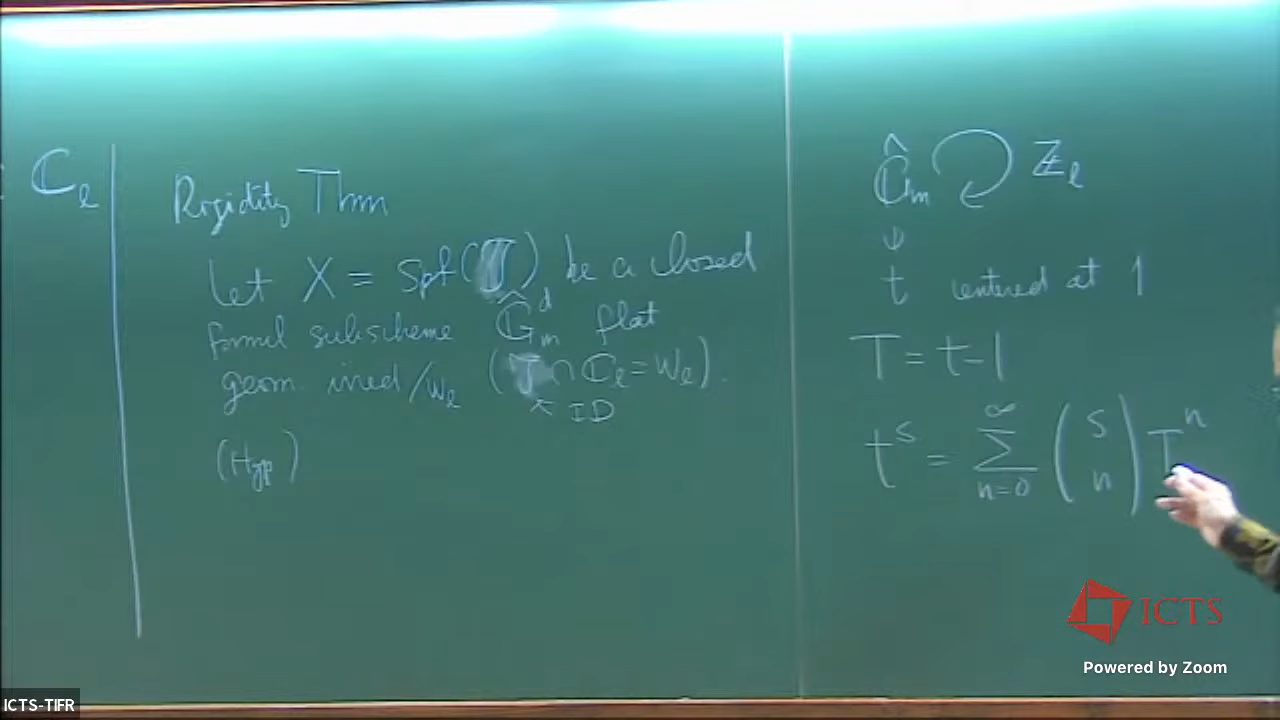 ℂ_ℓ
Rigidity Thm
Let X = Spf(𝕋) be a closed
formal subscheme Ĝ_m^d flat
geom. irred /W_ℓ (𝕋 ∩ ℂ_ℓ = W_ℓ).
ID
(Hyp)
Ĝ_m ℤ_ℓ
ψ
t centered at 1
T = t-1
t^s = ∑_{n=0}^∞ (s n) T^n
ICTS
Powered by Zoom
ICTS-TIFR